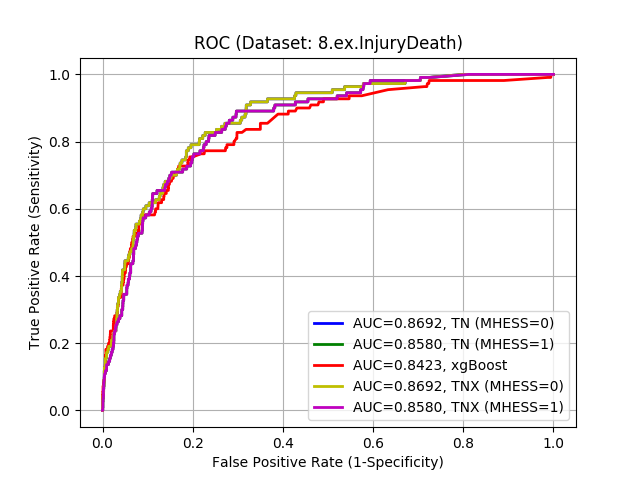 ROC (Dataset: 8.ex.InjuryDeath)
True Positive Rate (Sensitivity)
1.0
0.8
0.6
0.4
0.2
0.0
AUC=0.8692, TN (MHESS=0)
AUC=0.8580, TN (MHESS=1)
AUC=0.8423, xgBoost
AUC=0.8692, TNX (MHESS=0)
AUC=0.8580, TNX (MHESS=1)
0.0 0.2 0.4 0.6 0.8 1.0
False Positive Rate (1-Specificity)